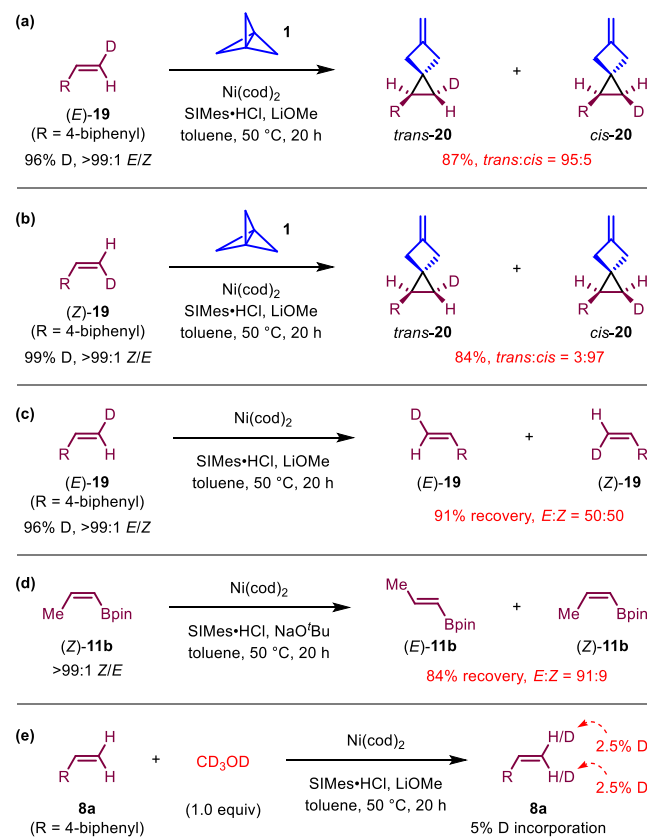 (a)
1
D
R
H
Ni(cod)2
SIMes•HCl, LiOMe
toluene, 50 °C, 20 h
(E)-19
(R = 4-biphenyl)
96% D, >99:1 E/Z
H
D
R
H
trans-20
+
H
H
R
D
cis-20
87%, trans:cis = 95:5
(b)
1
H
R
D
Ni(cod)2
SIMes•HCl, LiOMe
toluene, 50 °C, 20 h
(Z)-19
(R = 4-biphenyl)
99% D, >99:1 Z/E
H
D
R
H
trans-20
+
H
H
R
D
cis-20
84%, trans:cis = 3:97
(c)
D
R
H
Ni(cod)2
SIMes•HCl, LiOMe
toluene, 50 °C, 20 h
(E)-19
(R = 4-biphenyl)
96% D, >99:1 E/Z
D
H
R
(E)-19
+
H
D
R
(Z)-19
91% recovery, E:Z = 50:50
(d)
Me
Bpin
Ni(cod)2
SIMes•HCl, NaOtBu
toluene, 50 °C, 20 h
(Z)-11b
>99:1 Z/E
Me
Bpin
(E)-11b
+
Me
Bpin
(Z)-11b
84% recovery, E:Z = 91:9
(e)
H
R
H
8a
(R = 4-biphenyl)
+
CD3OD
(1.0 equiv)
Ni(cod)2
SIMes•HCl, LiOMe
toluene, 50 °C, 20 h
H/D
2.5% D
R
H/D
2.5% D
8a
5% D incorporation